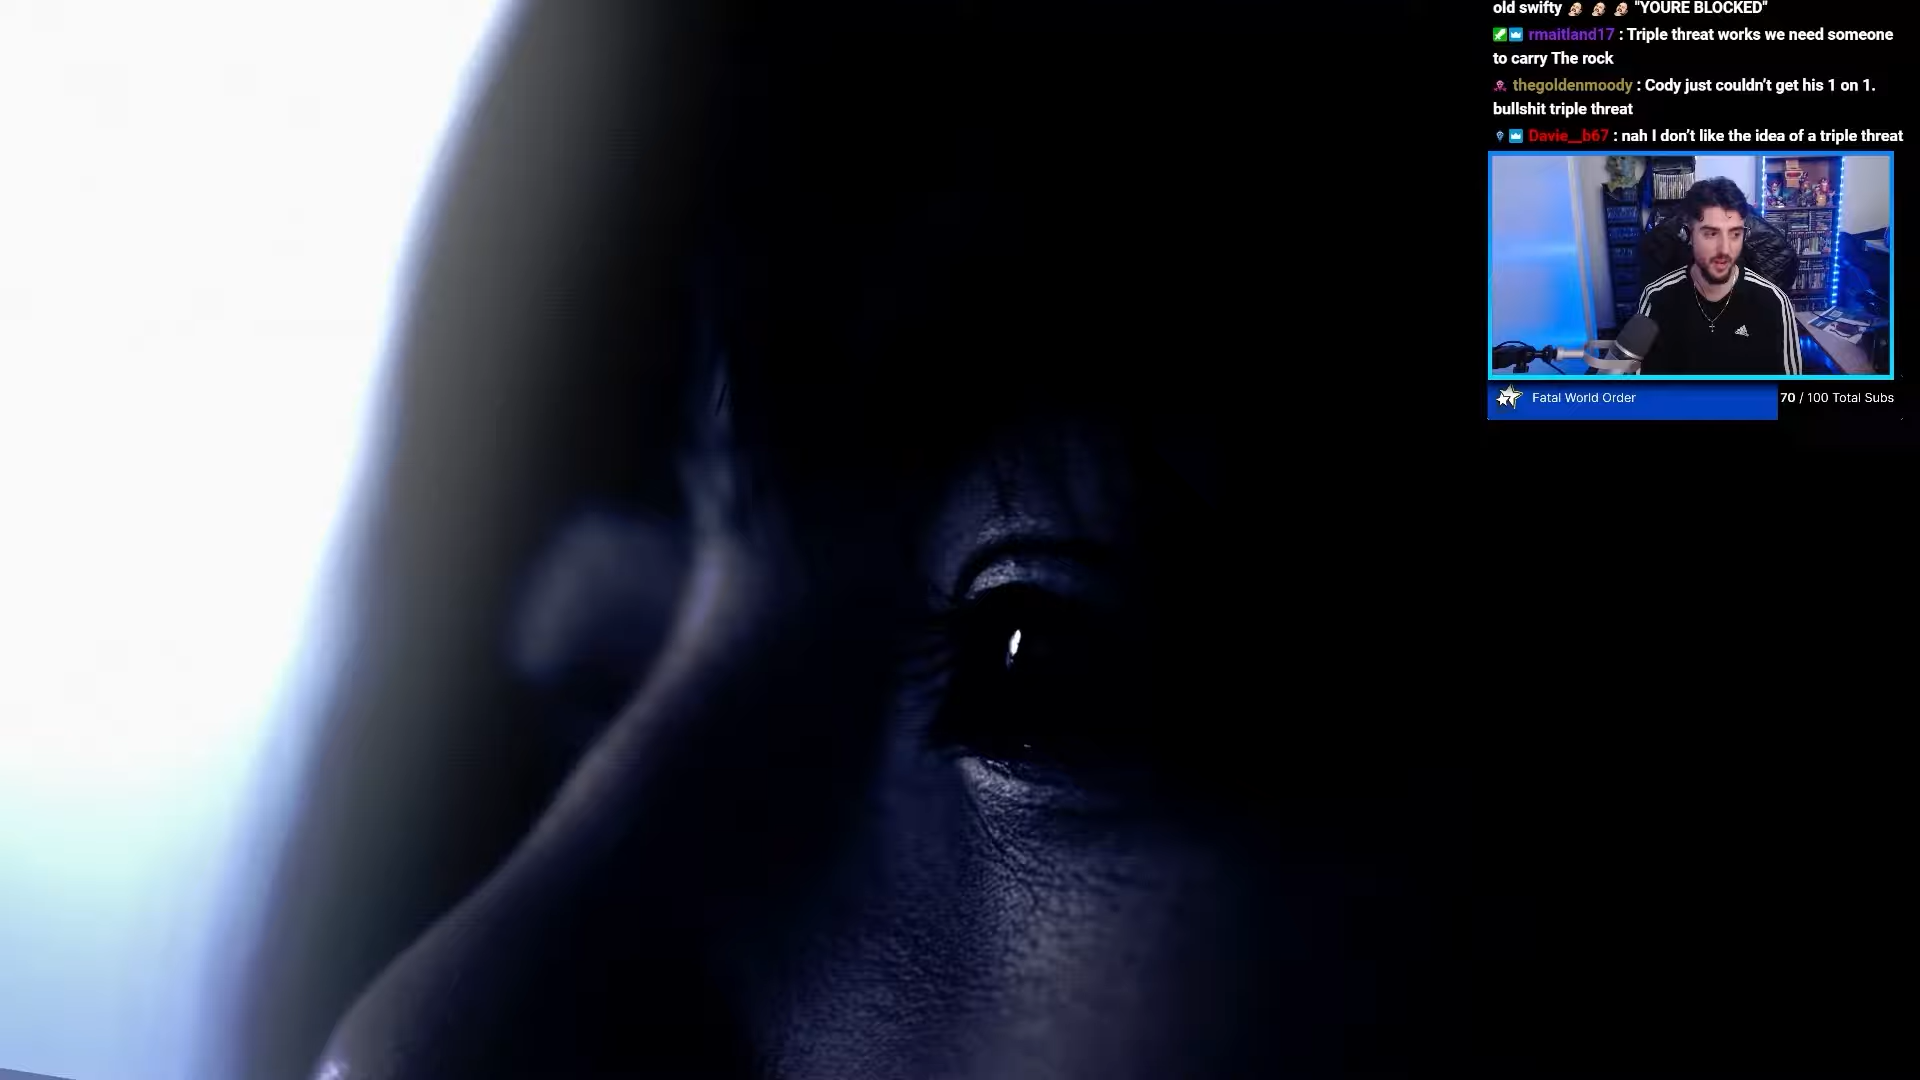 old swifty "YOURE BLOCKED"
rmaitland17 : Triple threat works we need someone
to carry The rock
thegoldenmoody : Cody just couldn't get his 1 on 1.
bullshit triple threat
Davie__b67 : nah I don't like the idea of a triple threat
Fatal World Order 70 / 100 Total Subs